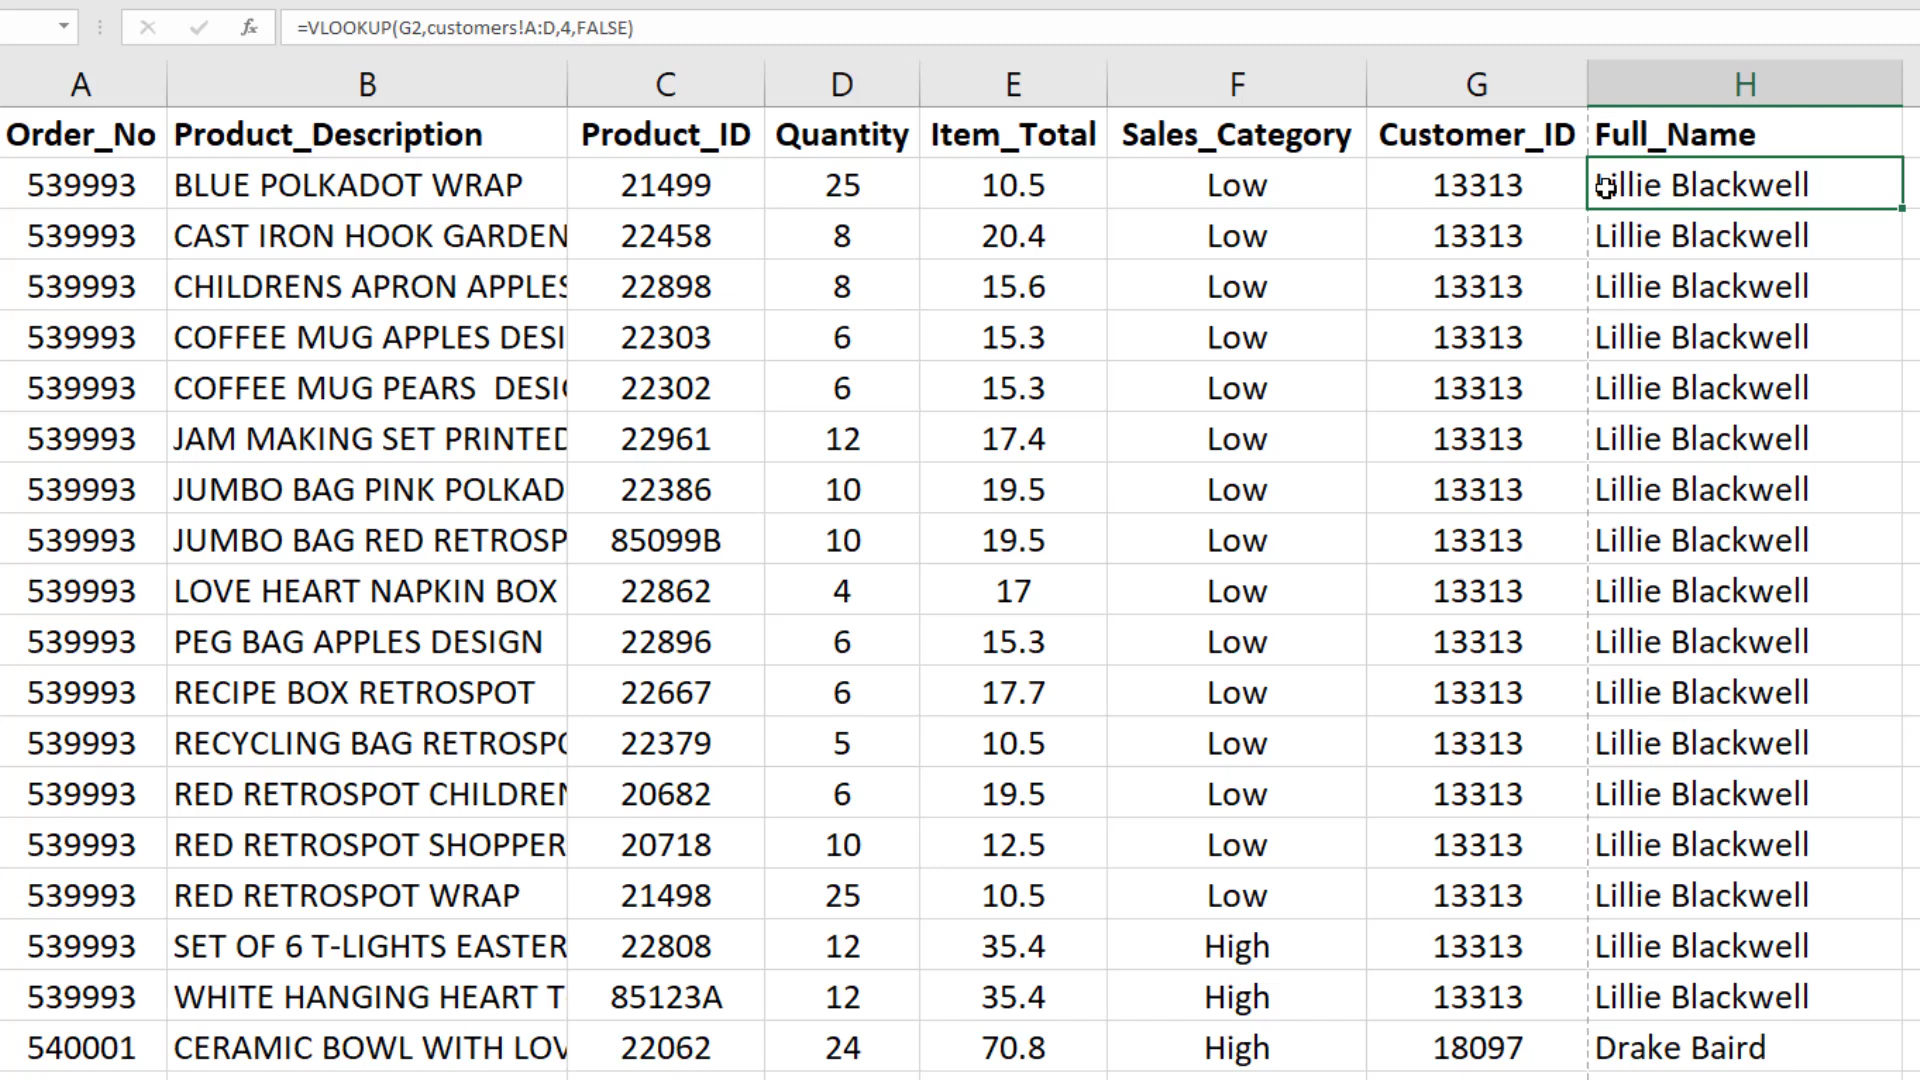 =VLOOKUP(G2,customers!A:D,4,FALSE)
A B C D E F G H
Order_No Product_Description Product_ID Quantity Item_Total Sales_Category Customer_ID Full_Name
539993 BLUE POLKADOT WRAP 21499 25 10.5 Low 13313 Lillie Blackwell
539993 CAST IRON HOOK GARDEN 22458 8 20.4 Low 13313 Lillie Blackwell
539993 CHILDRENS APRON APPLES 22898 8 15.6 Low 13313 Lillie Blackwell
539993 COFFEE MUG APPLES DESI 22303 6 15.3 Low 13313 Lillie Blackwell
539993 COFFEE MUG PEARS  DESIG 22302 6 15.3 Low 13313 Lillie Blackwell
539993 JAM MAKING SET PRINTED 22961 12 17.4 Low 13313 Lillie Blackwell
539993 JUMBO BAG PINK POLKAD 22386 10 19.5 Low 13313 Lillie Blackwell
539993 JUMBO BAG RED RETROSP 85099B 10 19.5 Low 13313 Lillie Blackwell
539993 LOVE HEART NAPKIN BOX 22862 4 17 Low 13313 Lillie Blackwell
539993 PEG BAG APPLES DESIGN 22896 6 15.3 Low 13313 Lillie Blackwell
539993 RECIPE BOX RETROSPOT 22667 6 17.7 Low 13313 Lillie Blackwell
539993 RECYCLING BAG RETROSPO 22379 5 10.5 Low 13313 Lillie Blackwell
539993 RED RETROSPOT CHILDREN 20682 6 19.5 Low 13313 Lillie Blackwell
539993 RED RETROSPOT SHOPPER 20718 10 12.5 Low 13313 Lillie Blackwell
539993 RED RETROSPOT WRAP 21498 25 10.5 Low 13313 Lillie Blackwell
539993 SET OF 6 T-LIGHTS EASTER 22808 12 35.4 High 13313 Lillie Blackwell
539993 WHITE HANGING HEART T 85123A 12 35.4 High 13313 Lillie Blackwell
540001 CERAMIC BOWL WITH LOV 22062 24 70.8 High 18097 Drake Baird